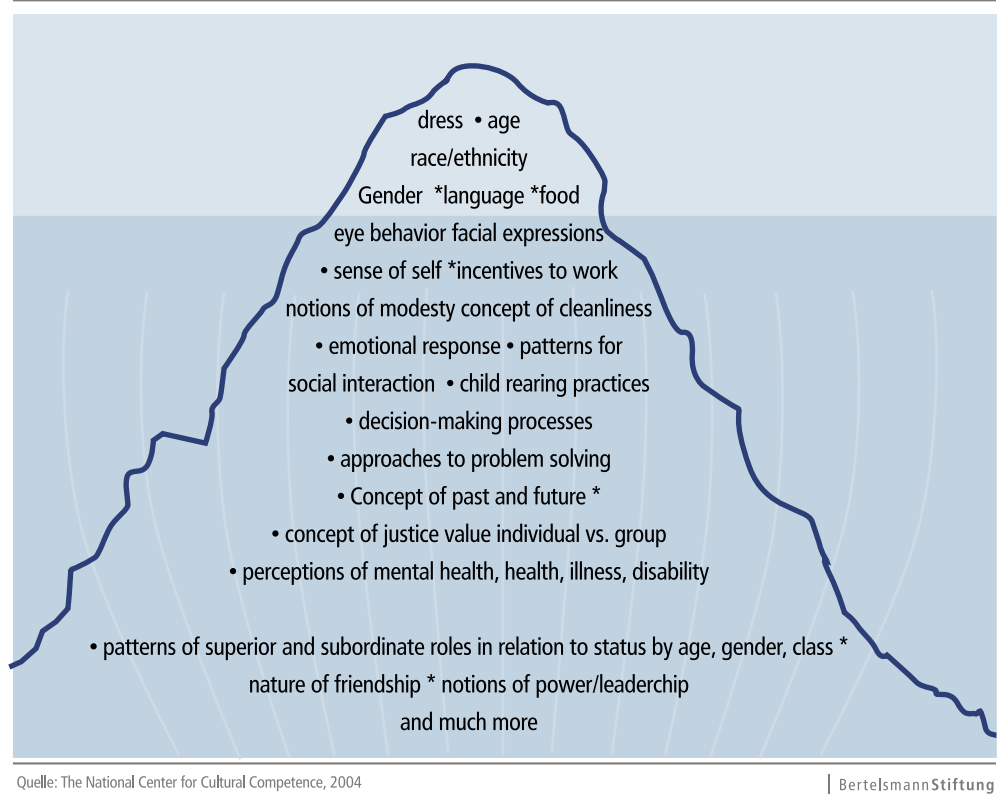 dress • age
race/ethnicity
Gender *language *food
eye behavior facial expressions
• sense of self *incentives to work
notions of modesty concept of cleanliness
• emotional response • patterns for
social interaction • child rearing practices
• decision-making processes
• approaches to problem solving
• Concept of past and future *
• concept of justice value individual vs. group
• perceptions of mental health, health, illness, disability
• patterns of superior and subordinate roles in relation to status by age, gender, class *
nature of friendship * notions of power/leaderchip
and much more
Quelle: The National Center for Cultural Competence, 2004
BertelsmannStiftung